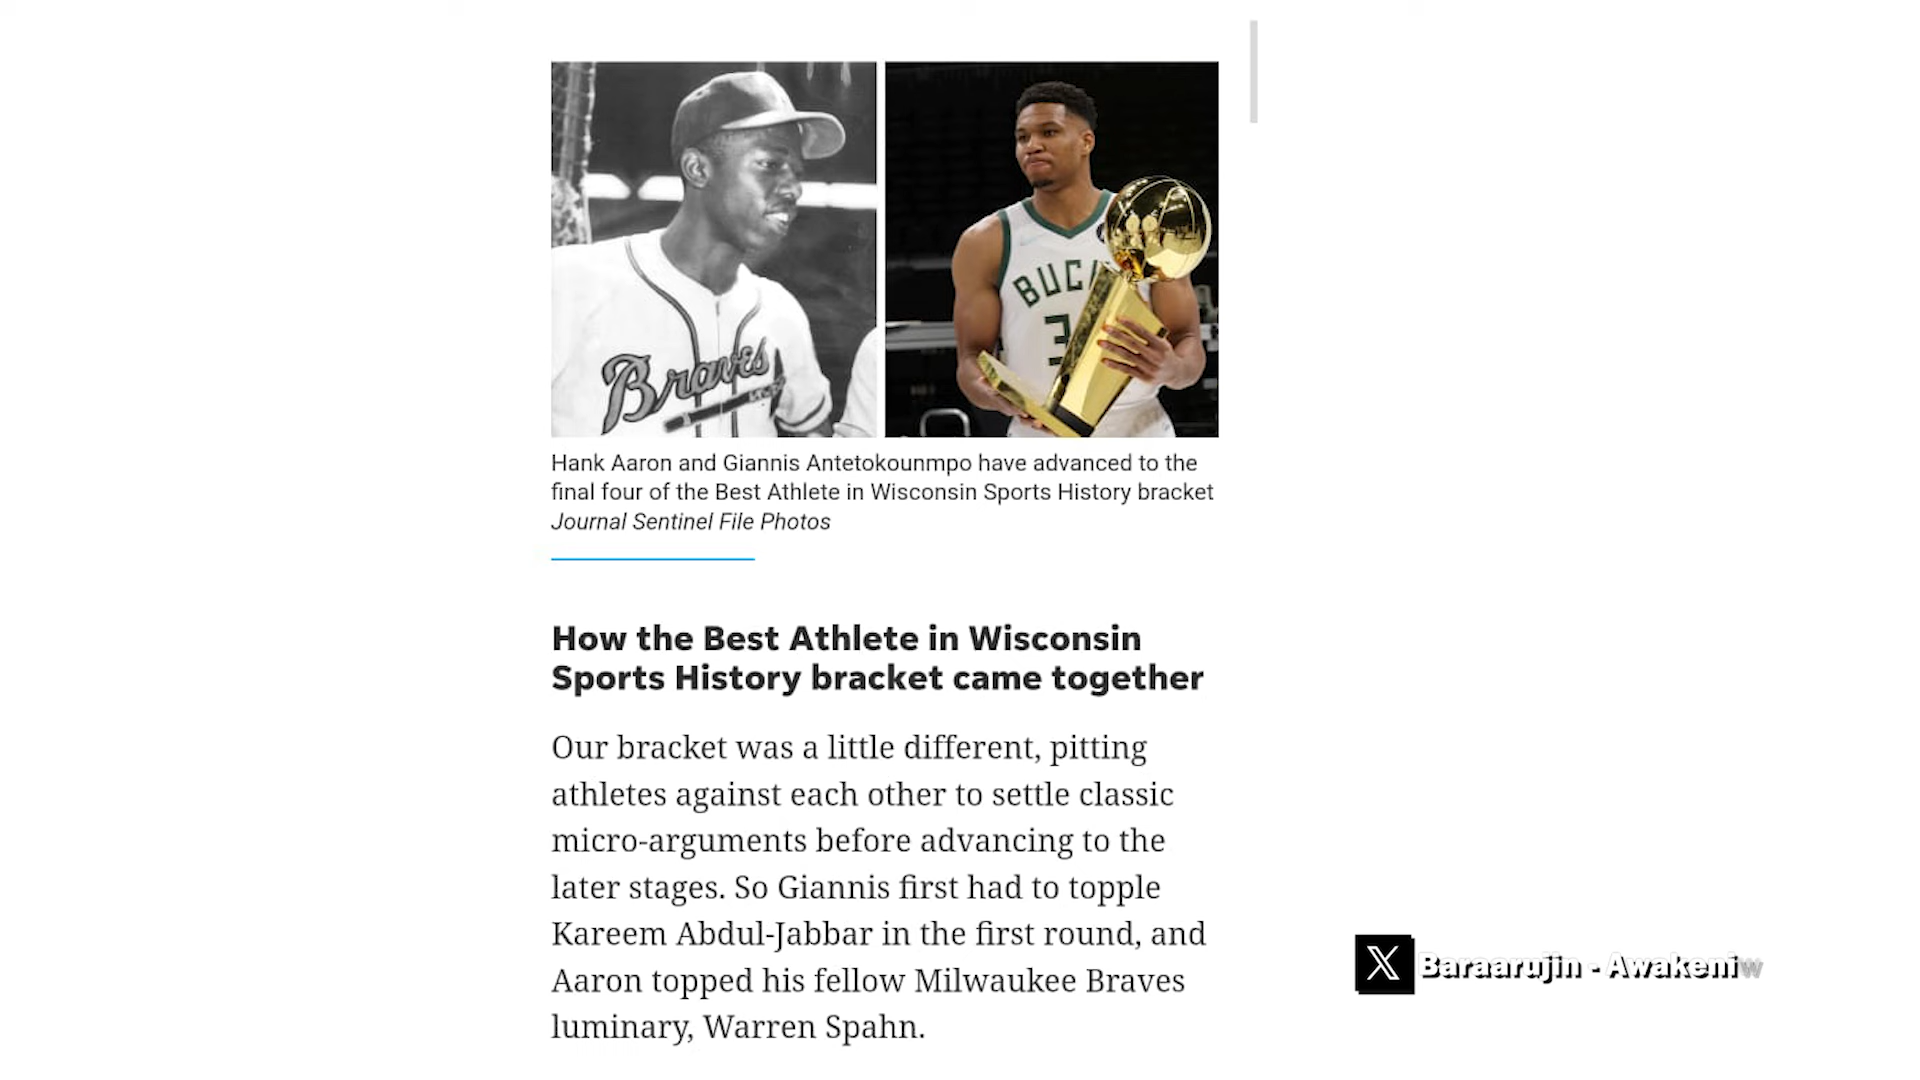 Braves
BUC
3
Hank Aaron and Giannis Antetokounmpo have advanced to the
final four of the Best Athlete in Wisconsin Sports History bracket
Journal Sentinel File Photos
How the Best Athlete in Wisconsin
Sports History bracket came together
Our bracket was a little different, pitting
athletes against each other to settle classic
micro-arguments before advancing to the
later stages. So Giannis first had to topple
Kareem Abdul-Jabbar in the first round, and
Aaron topped his fellow Milwaukee Braves
luminary, Warren Spahn.
X Baraarujin - Awakeniw